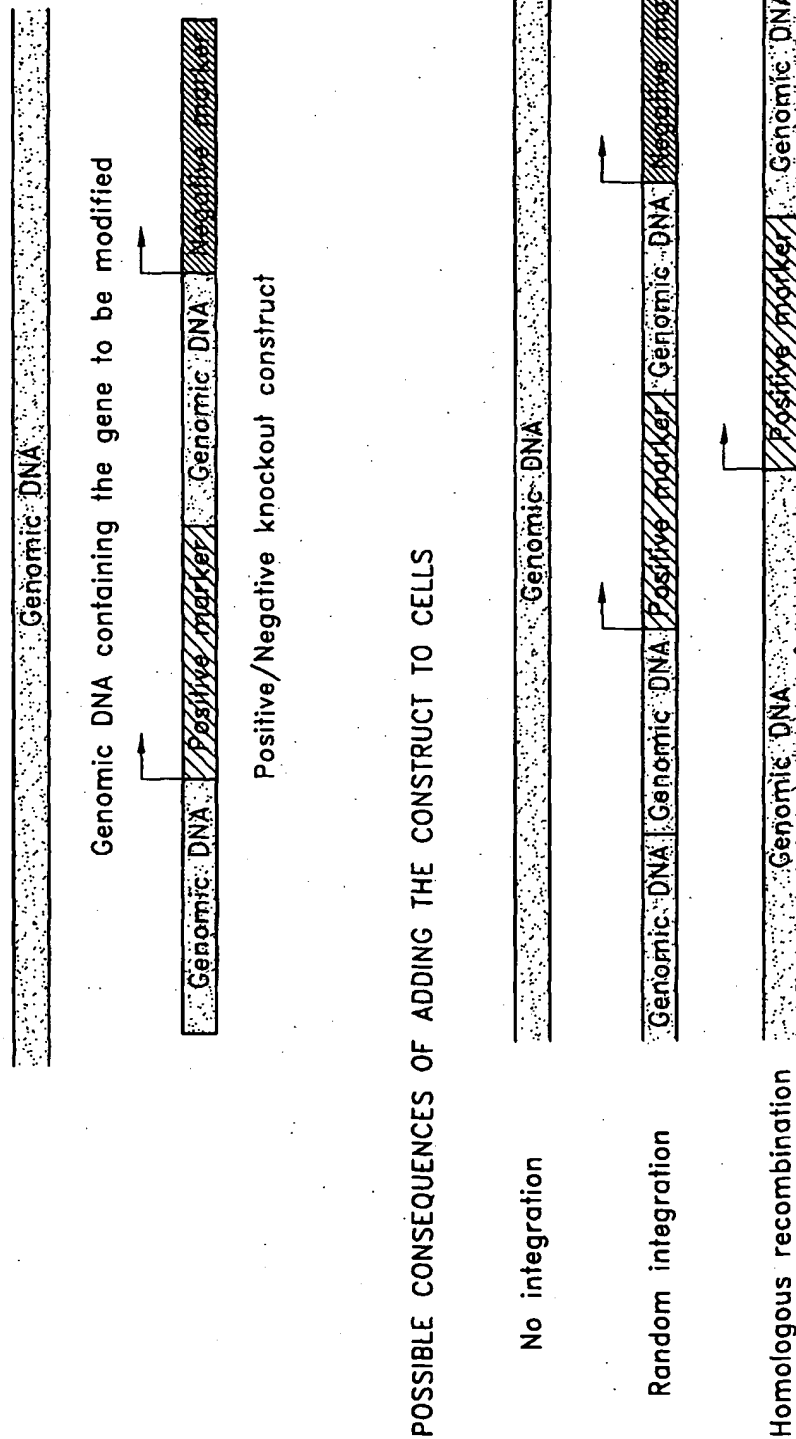 Genomic DNA
Genomic DNA containing the gene to be modified
Genomic DNA Positive marker Genomic DNA Negative marker
Positive/Negative knockout construct
POSSIBLE CONSEQUENCES OF ADDING THE CONSTRUCT TO CELLS
No integration Genomic DNA
Random integration Genomic DNA Genomic DNA Positive marker Genomic DNA Negative
Homologous recombination Genomic DNA Positive marker Genomic DNA